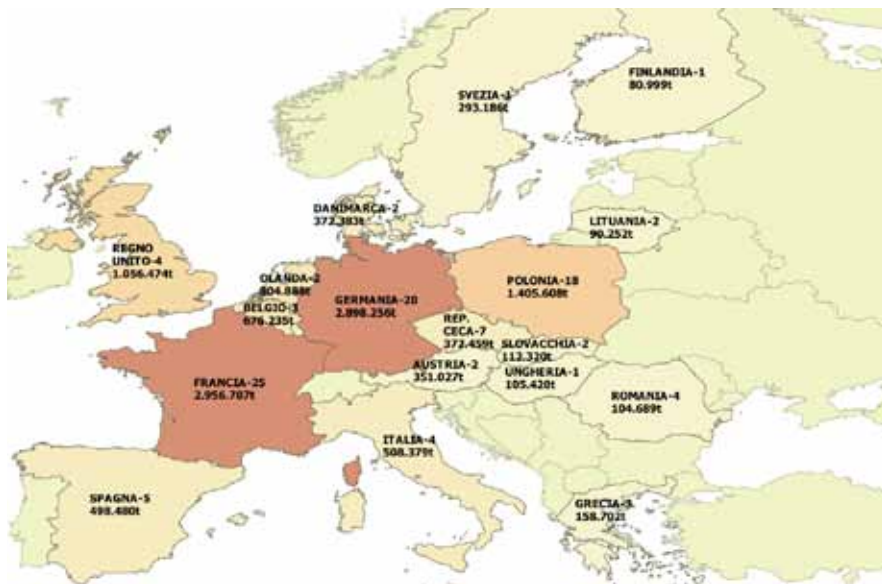 FINLANDIA-1
80.999t
SVEZIA-1
293.186t
DANIMARCA-2
372.383t
LITUANIA-2
90.252t
REGNO
UNITO-4
1.056.474t
OLANDA-2
804.888t
BELGIO-3
676.235t
GERMANIA-20
2.898.256t
POLONIA-18
1.405.608t
REP.
CECA-7
372.459t
SLOVACCHIA-2
112.320t
AUSTRIA-2
351.027t
UNGHERIA-1
105.420t
FRANCIA-25
2.956.707t
ROMANIA-4
104.689t
ITALIA-4
508.379t
SPAGNA-5
498.480t
GRECIA-3
158.702t